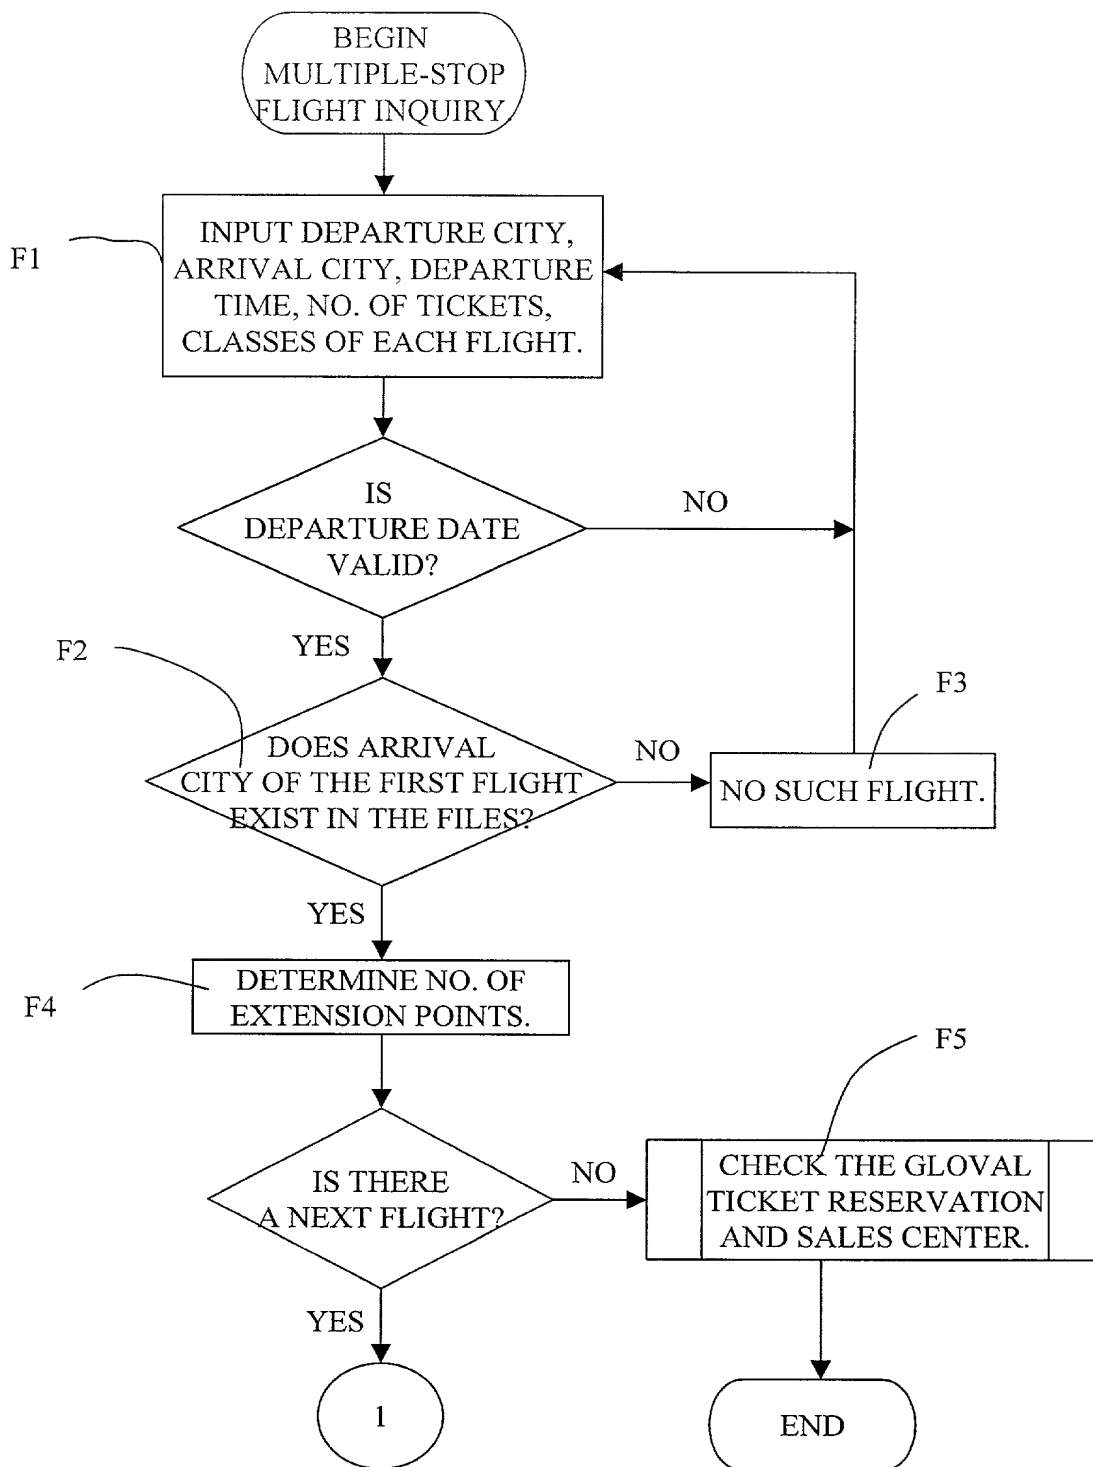 BEGIN
MULTIPLE-STOP
FLIGHT INQUIRY
F1
INPUT DEPARTURE CITY,
ARRIVAL CITY, DEPARTURE
TIME, NO. OF TICKETS,
CLASSES OF EACH FLIGHT.
IS
DEPARTURE DATE
VALID?
NO
YES
F2
DOES ARRIVAL
CITY OF THE FIRST FLIGHT
EXIST IN THE FILES?
NO
F3
NO SUCH FLIGHT.
YES
F4
DETERMINE NO. OF
EXTENSION POINTS.
IS THERE
A NEXT FLIGHT?
NO
F5
CHECK THE GLOVAL
TICKET RESERVATION
AND SALES CENTER.
YES
1
END